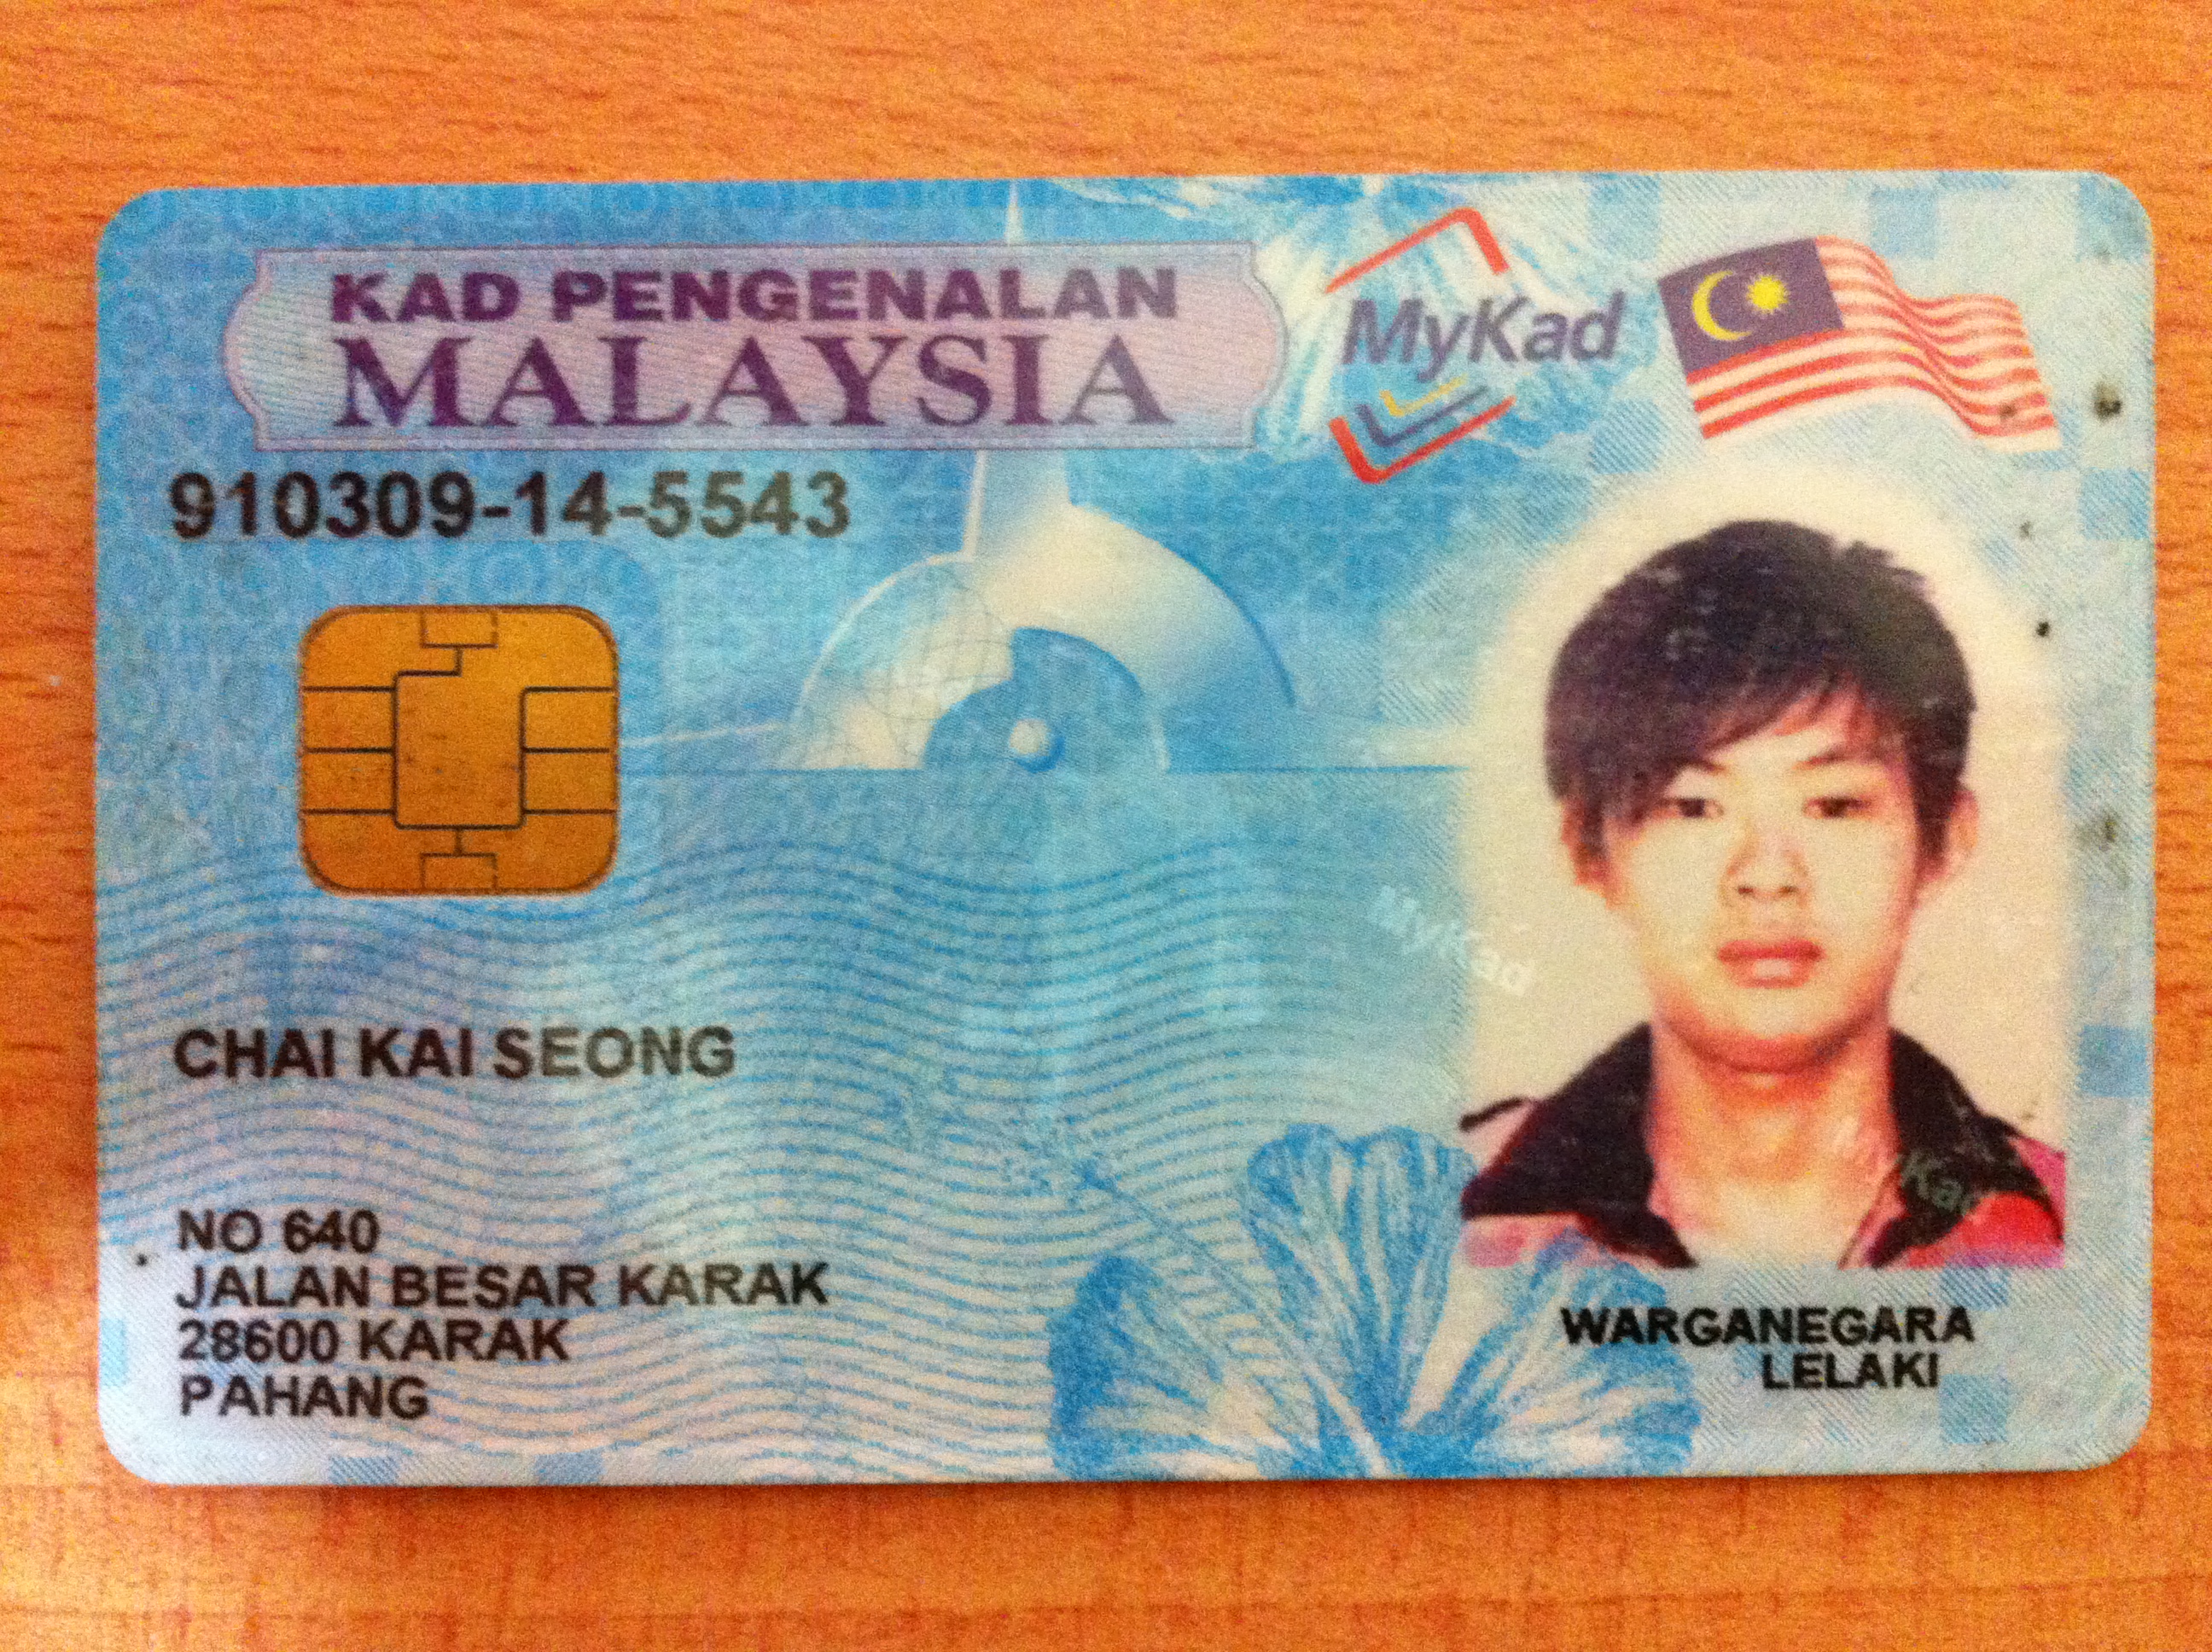 KAD PENGENALAN
MALAYSIA
MyKad
910309-14-5543
CHAI KAI SEONG
NO 640
JALAN BESAR KARAK
28600 KARAK
PAHANG
WARGANEGARA
LELAKI
MyKad